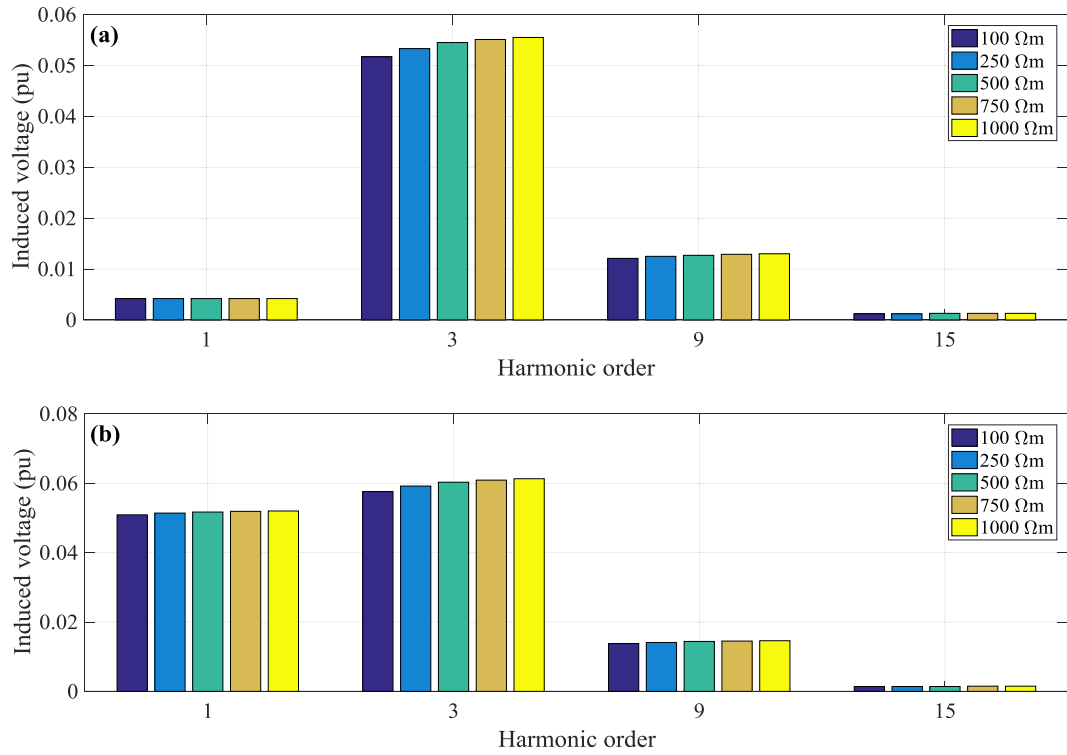 (a)
Induced voltage (pu)
0.06
0.05
0.04
0.03
0.02
0.01
0
100 Ωm
250 Ωm
500 Ωm
750 Ωm
1000 Ωm
1
3
9
15
Harmonic order
(b)
Induced voltage (pu)
0.08
0.06
0.04
0.02
0
100 Ωm
250 Ωm
500 Ωm
750 Ωm
1000 Ωm
1
3
9
15
Harmonic order